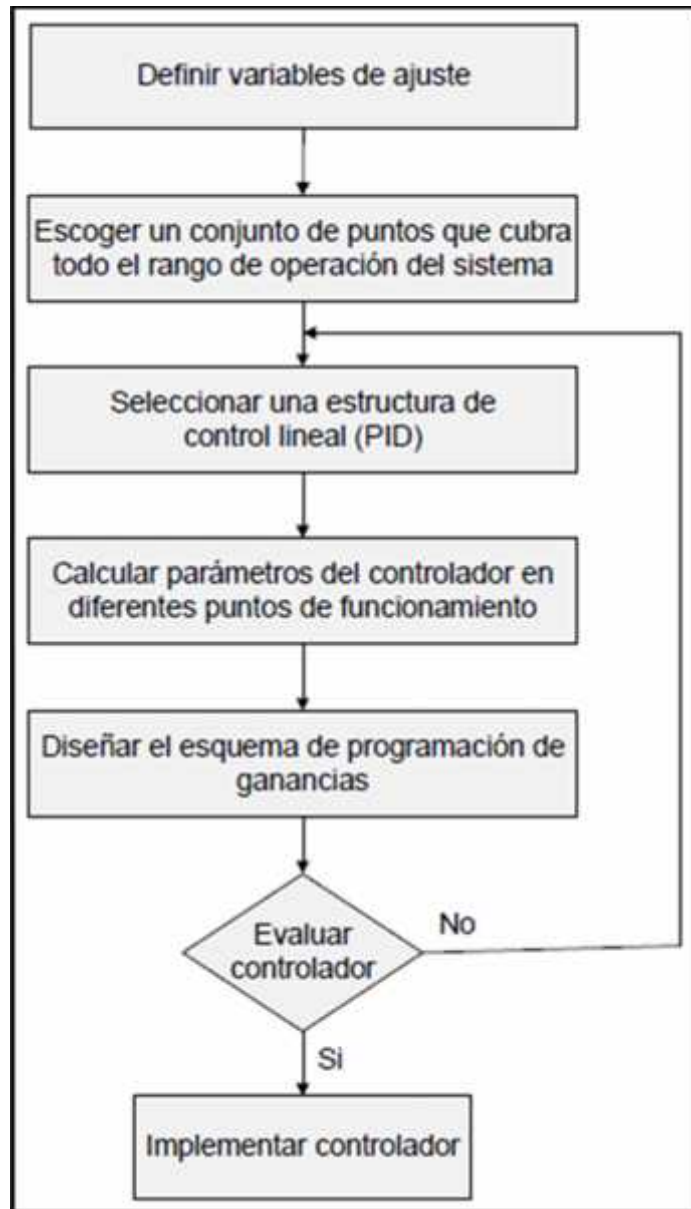 Definir variables de ajuste
Escoger un conjunto de puntos que cubra
todo el rango de operación del sistema
Seleccionar una estructura de
control lineal (PID)
Calcular parámetros del controlador en
diferentes puntos de funcionamiento
Diseñar el esquema de programación de
ganancias
Evaluar
controlador
No
Si
Implementar controlador